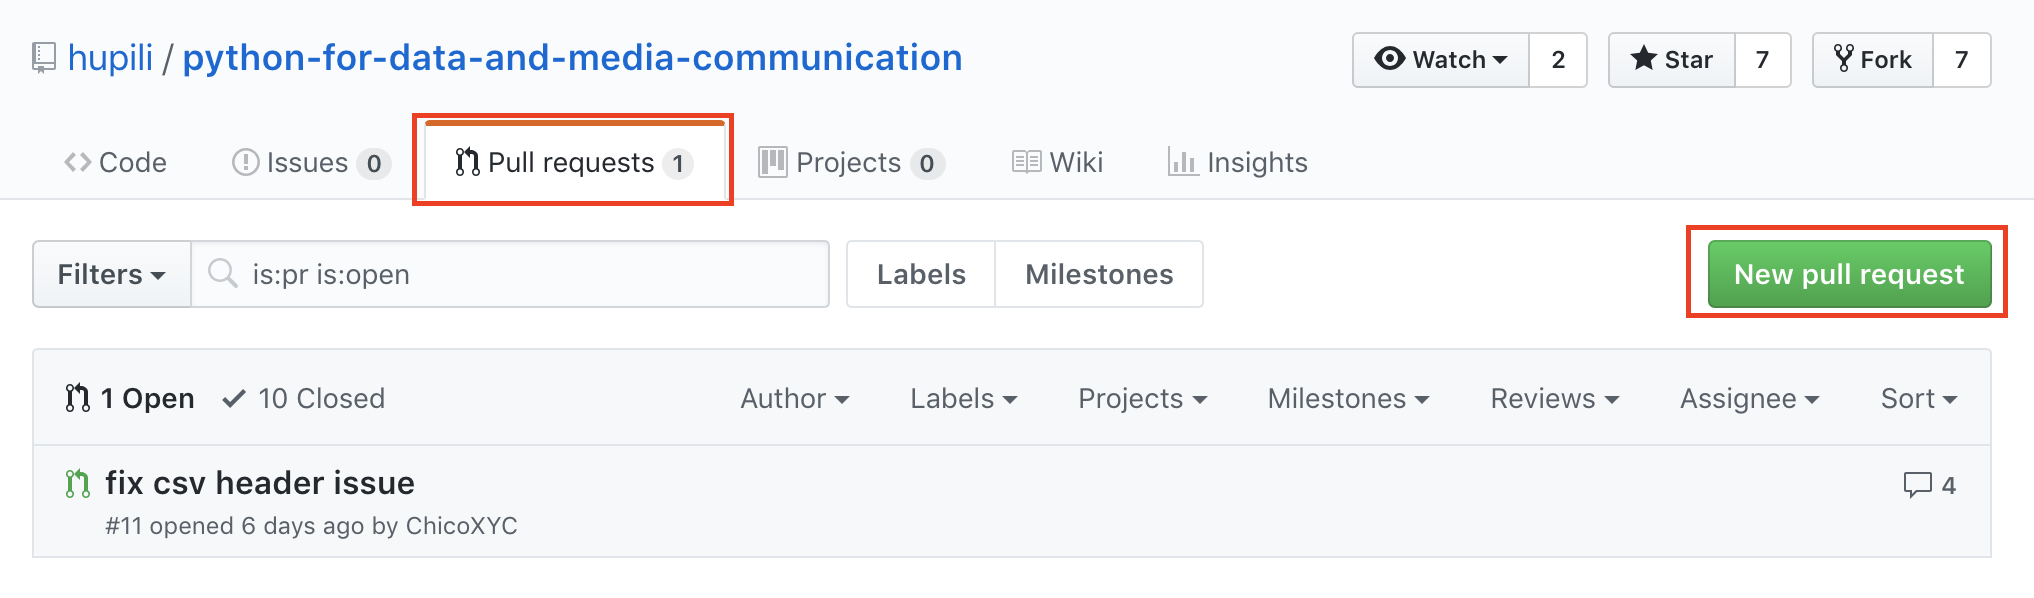 hupili / python-for-data-and-media-communication
Watch 2 Star 7 Fork 7
Code Issues 0 Pull requests 1 Projects 0 Wiki Insights
Filters is:pr is:open Labels Milestones New pull request
1 Open 10 Closed Author Labels Projects Milestones Reviews Assignee Sort
fix csv header issue 4
#11 opened 6 days ago by ChicoXYC